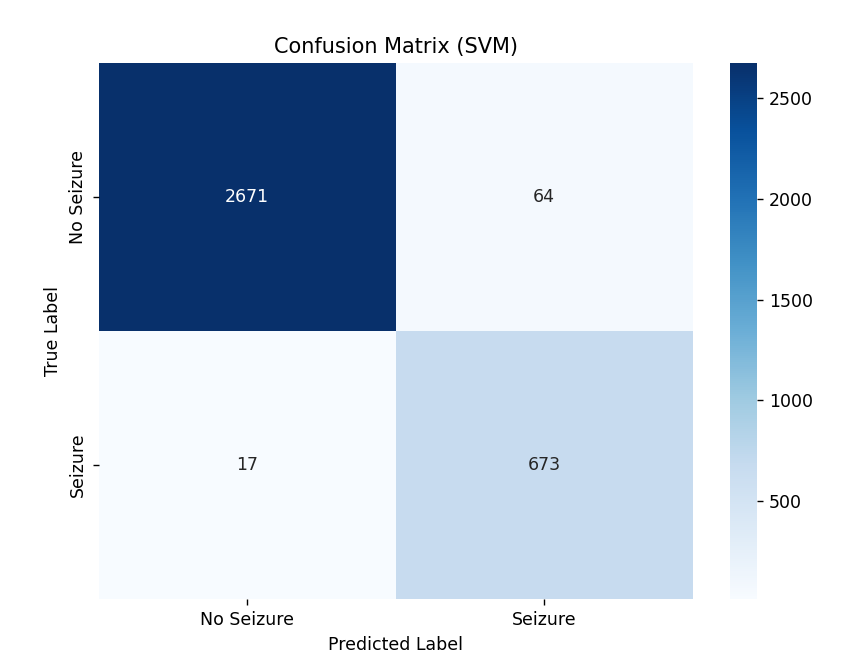 Confusion Matrix (SVM)
True Label
No Seizure
Seizure
2671
64
17
673
No Seizure
Seizure
Predicted Label
2500
2000
1500
1000
500